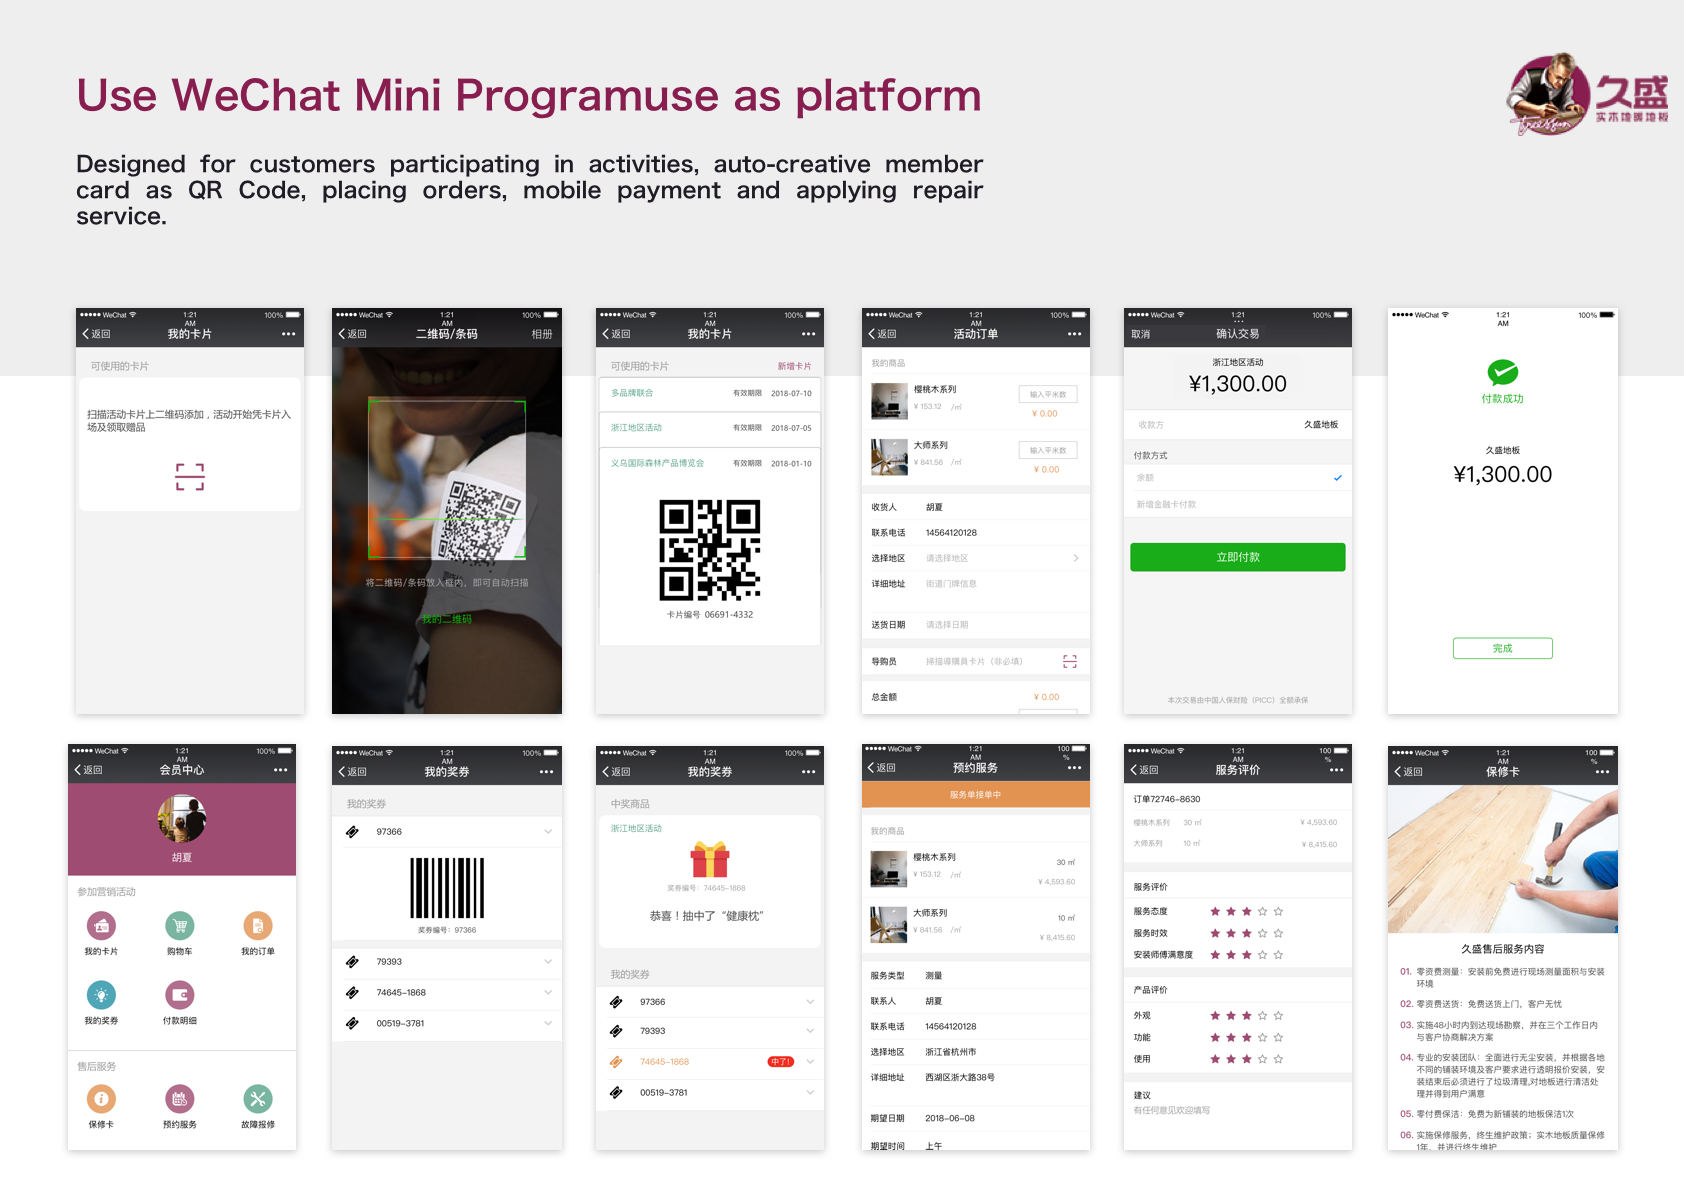 Use WeChat Mini Programuse as platform
久盛
实木地暖地板
Designed for customers participating in activities, auto-creative member
card as QR Code, placing orders, mobile payment and applying repair
service.
WeChat 1:21 AM 100%
返回 我的卡片
可使用的卡片
扫描活动卡片上二维码添加，活动开始凭卡片入
场及领取赠品
WeChat 1:21 AM 100%
返回 二维码/条码 相册
将二维码/条码放入框内，即可自动扫描
我的二维码
WeChat 1:21 AM 100%
返回 我的卡片
可使用的卡片 新增卡片
多品牌联合 有效期限 2018-07-10
浙江地区活动 有效期限 2018-07-05
义乌国际森林产品博览会 有效期限 2018-01-10
卡片编号 06691-4332
WeChat 1:21 AM 100%
返回 活动订单
我的商品
樱桃木系列 输入平米数
¥ 153.12 /㎡ ¥ 0.00
大师系列 输入平米数
¥ 841.56 /㎡ ¥ 0.00
收货人 胡夏
联系电话 14564120128
选择地区 请选择地区
详细地址 街道门牌信息
送货日期 请选择日期
导购员 掃描導購員卡片（非必填）
总金额 ¥ 0.00
WeChat 1:21 100%
取消 确认交易
浙江地区活动
¥1,300.00
收款方 久盛地板
付款方式
余额
新增金融卡付款
立即付款
本次交易由中国人保财险（PICC）全额承保
WeChat 1:21 AM 100%
付款成功
久盛地板
¥1,300.00
完成
WeChat 1:21 AM 100%
返回 会员中心
胡夏
参加营销活动
我的卡片 购物车 我的订单
我的奖券 付款明细
售后服务
保修卡 预约服务 故障报修
WeChat 1:21 AM 100%
返回 我的奖券
我的奖券
97366
奖券编号：97366
79393
74645-1868
00519-3781
WeChat 1:21 AM 100%
返回 我的奖券
中奖商品
浙江地区活动
奖券编号：74645-1868
恭喜！抽中了“健康枕”
我的奖券
97366
79393
74645-1868 中了!
00519-3781
WeChat 1:21 AM 100 %
返回 预约服务
服务单接单中
我的商品
樱桃木系列 30 ㎡
¥ 153.12 /㎡ ¥ 4,593.60
大师系列 10 ㎡
¥ 841.56 /㎡ ¥ 8,415.60
服务类型 测量
联系人 胡夏
联系电话 14564120128
选择地区 浙江省杭州市
详细地址 西湖区浙大路38号
期望日期 2018-06-08
期望时间 上午
WeChat 1:21 AM 100 %
返回 服务评价
订单72746-8630
樱桃木系列 30 ㎡ ¥ 4,593.60
大师系列 10 ㎡ ¥ 8,415.60
服务评价
服务态度
服务时效
安装师傅满意度
产品评价
外观
功能
使用
建议
有任何意见欢迎填写
WeChat 1:21 AM 100 %
返回 保修卡
久盛售后服务内容
01. 零资费测量：安装前免费进行现场测量面积与安装
环境
02. 零资费送货：免费送货上门，客户无忧
03. 实施48小时内到达现场勘察，并在三个工作日内
与客户协商解决方案
04. 专业的安装团队：全面进行无尘安装，并根据各地
不同的铺装环境及客户要求进行透明报价安装，安
装结束后必须进行了垃圾清理,对地板进行清洁处
理并得到用户满意
05. 零付费保洁：免费为新铺装的地板保洁1次
06. 实施保修服务，终生维护政策；实木地板质量保修
1年，并进行终生维护